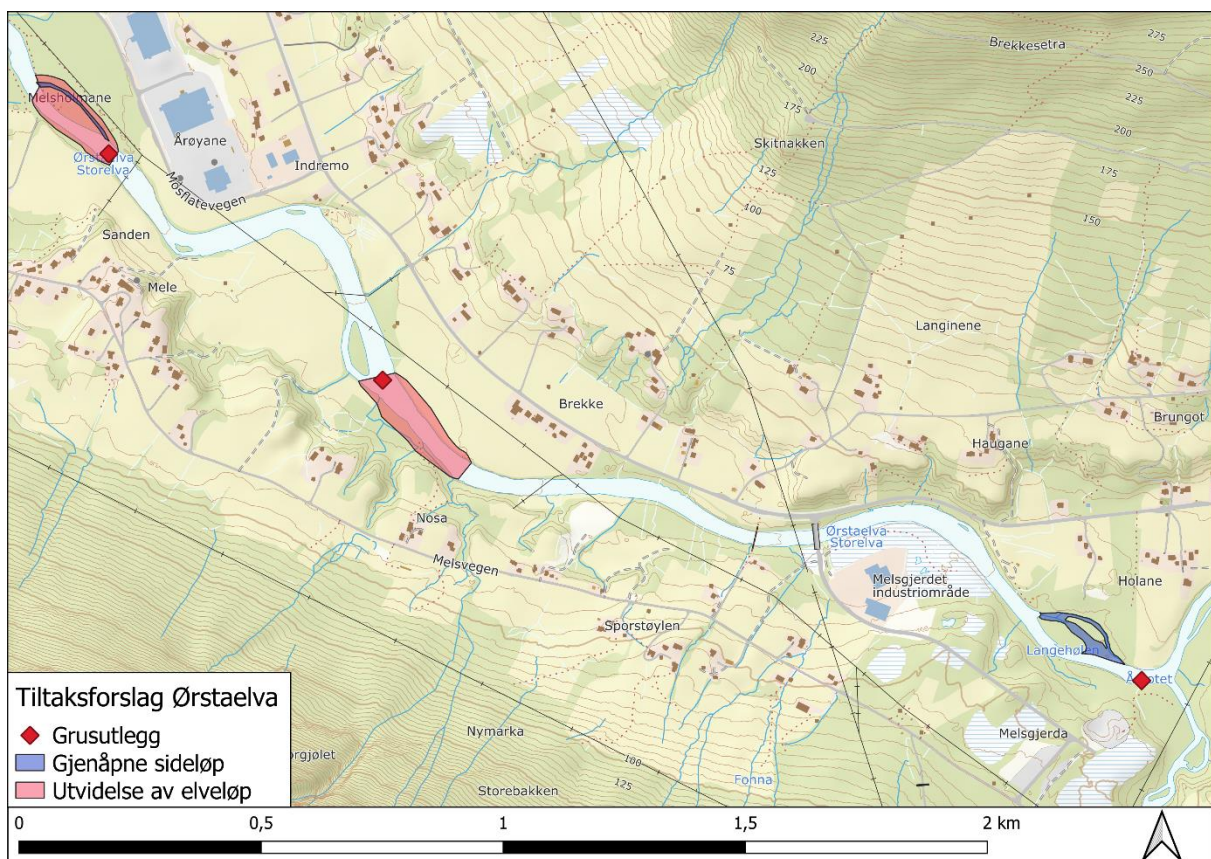 225
275
Brekkesetra
200
250
225
Melsholmane
175
200
Årøyane
Skitnakken
175
Ørstaelva
Storelva
Indremo
125
Mosflatevegen
100
150
Sanden
75
Mele
Langinene
Brekke
Brungot
Haugane
Nosa
Ørstaelva
Storelva
Melsvegen
Melsgjerdet
industriområde
Holane
Sporstøylen
Langehølen
Tiltaksforslag Ørstaelva
Grusutlegg
Nymarka
Melsgjerda
Gjenåpne sideløp
100
Fonna
Utvidelse av elveløp
Storebakken
125
0
0,5
1
1,5
2 km